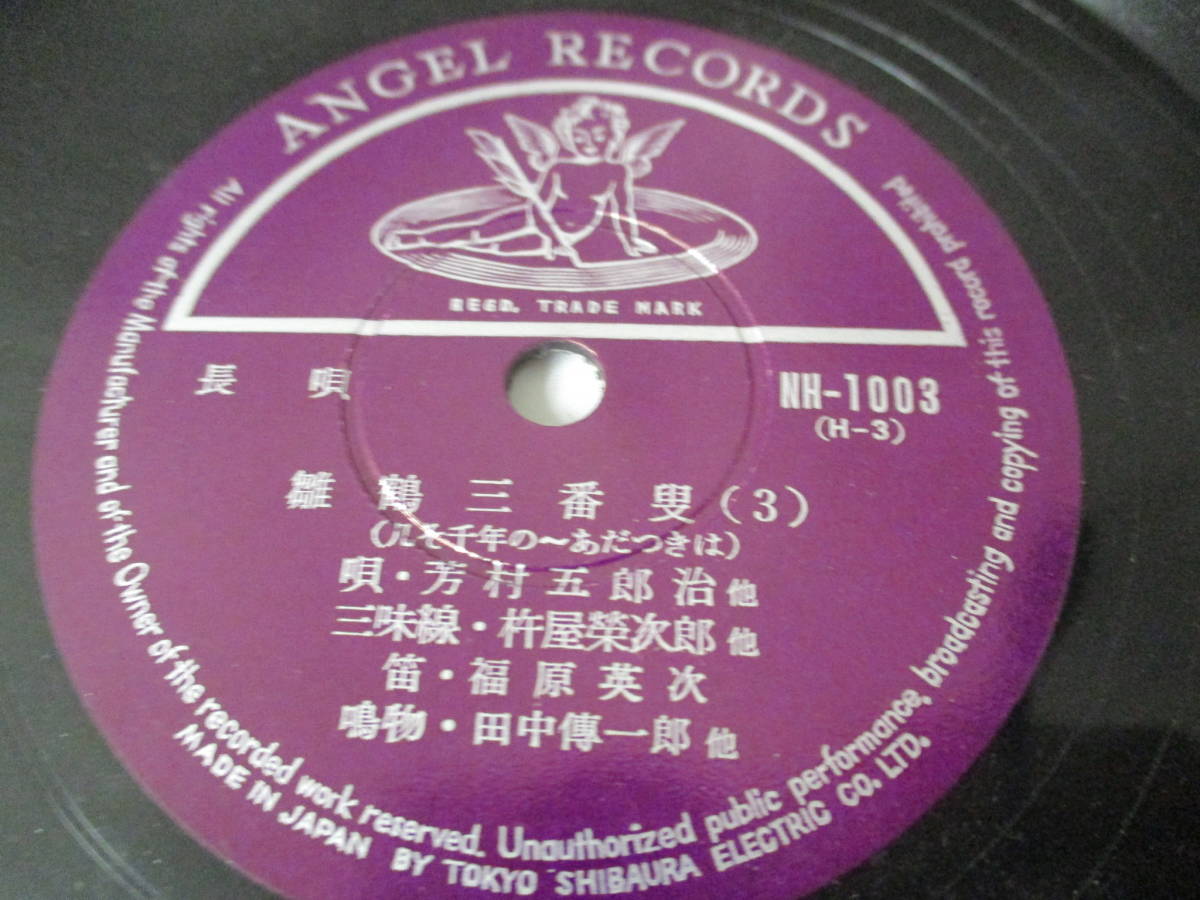 ANGEL RECORDS
REGD. TRADE MARK
長唄
NH-1003
(H-3)
雛鶴三番叟(3)
(凡そ千年の〜あだつきは)
唄・芳村五郎治 他
三味線・杵屋榮次郎 他
笛・福原英次
鳴物・田中傳一郎 他
All rights of the Manufacturer and of the Owner of the recorded work reserved. Unauthorized public performance, broadcasting and copying of this record prohibited
MADE IN JAPAN BY TOKYO SHIBAURA ELECTRIC CO. LTD.